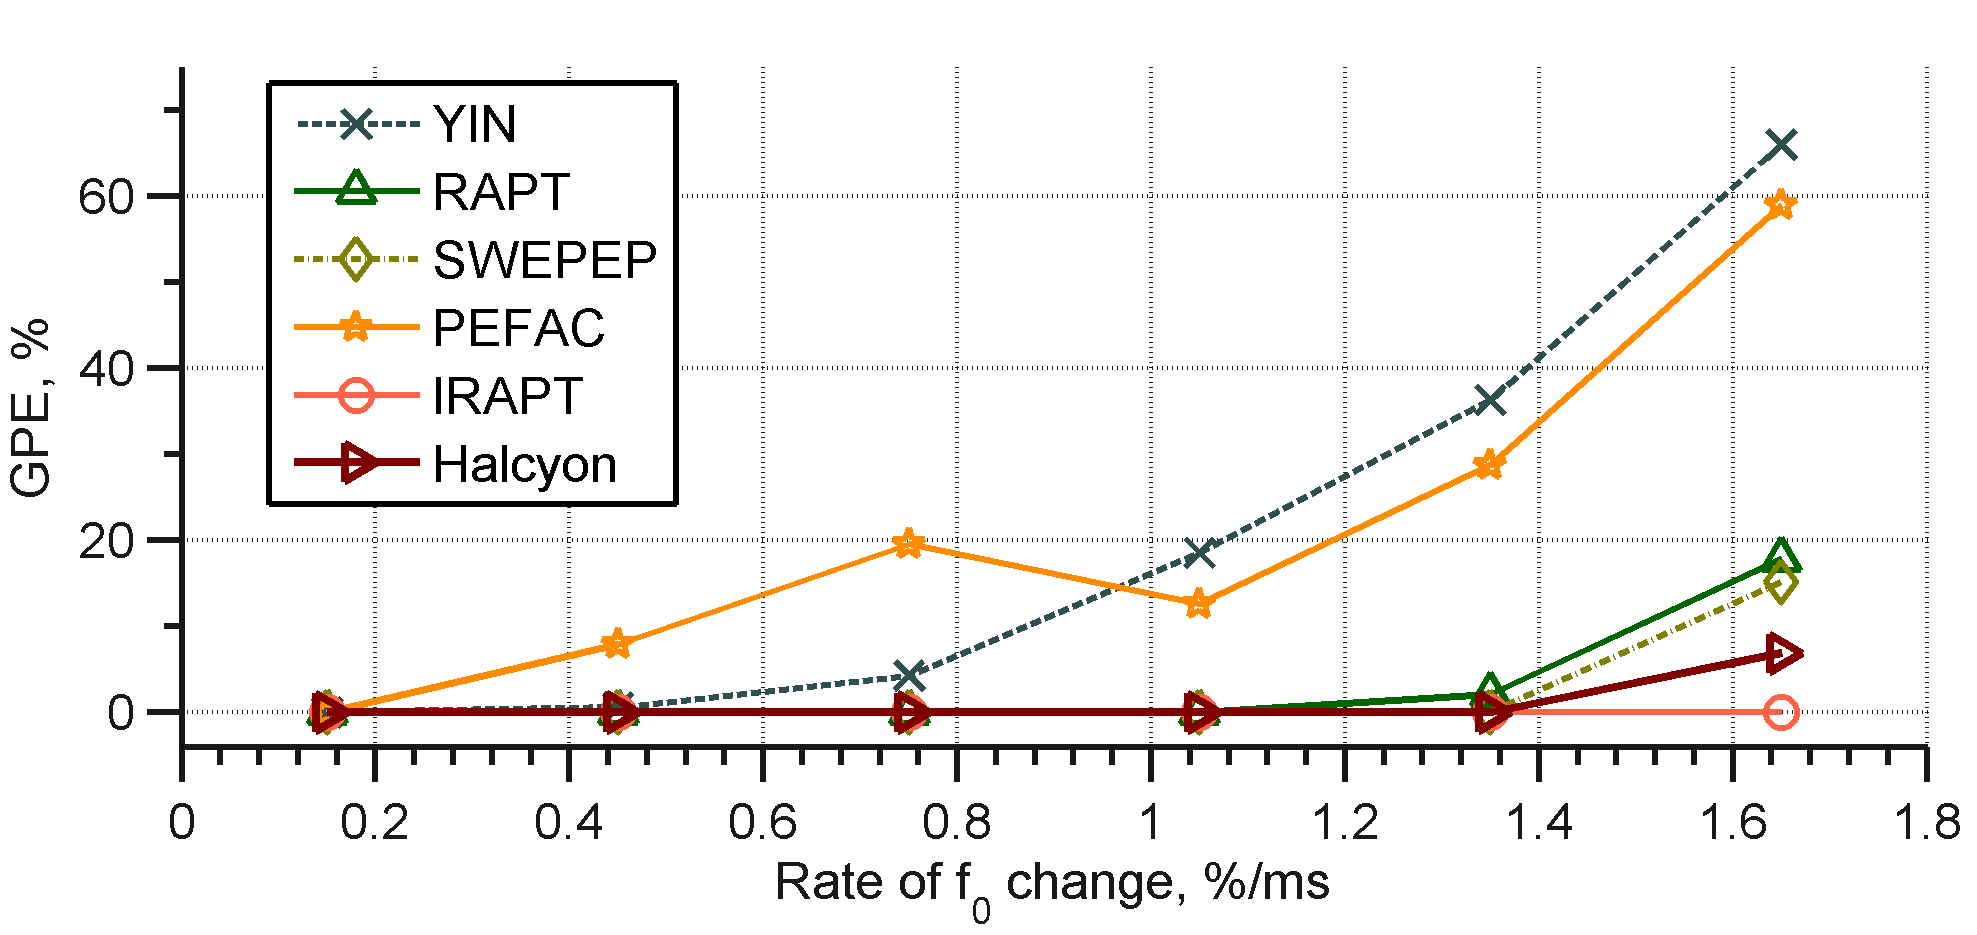 YIN
RAPT
SWEPEP
PEFAC
IRAPT
Halcyon
GPE, %
60
40
20
0
0 0.2 0.4 0.6 0.8 1 1.2 1.4 1.6 1.8
Rate of f₀ change, %/ms